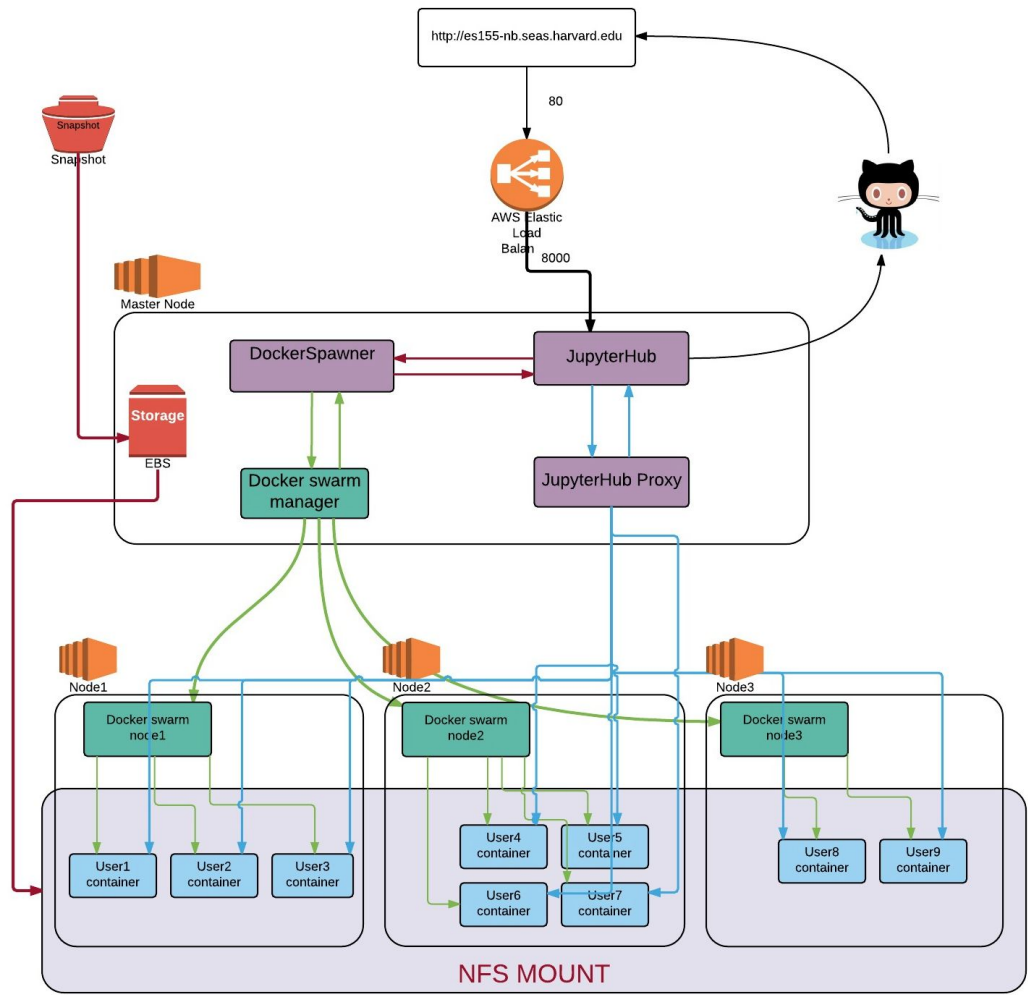 http://es155-nb.seas.harvard.edu
80
Snapshot
Snapshot
AWS Elastic
Load
Balan
8000
Master Node
DockerSpawner
JupyterHub
Storage
EBS
Docker swarm
manager
JupyterHub Proxy
Node1
Node2
Node3
Docker swarm
node1
Docker swarm
node2
Docker swarm
node3
User1
container
User2
container
User3
container
User4
container
User5
container
User6
container
User7
container
User8
container
User9
container
NFS MOUNT